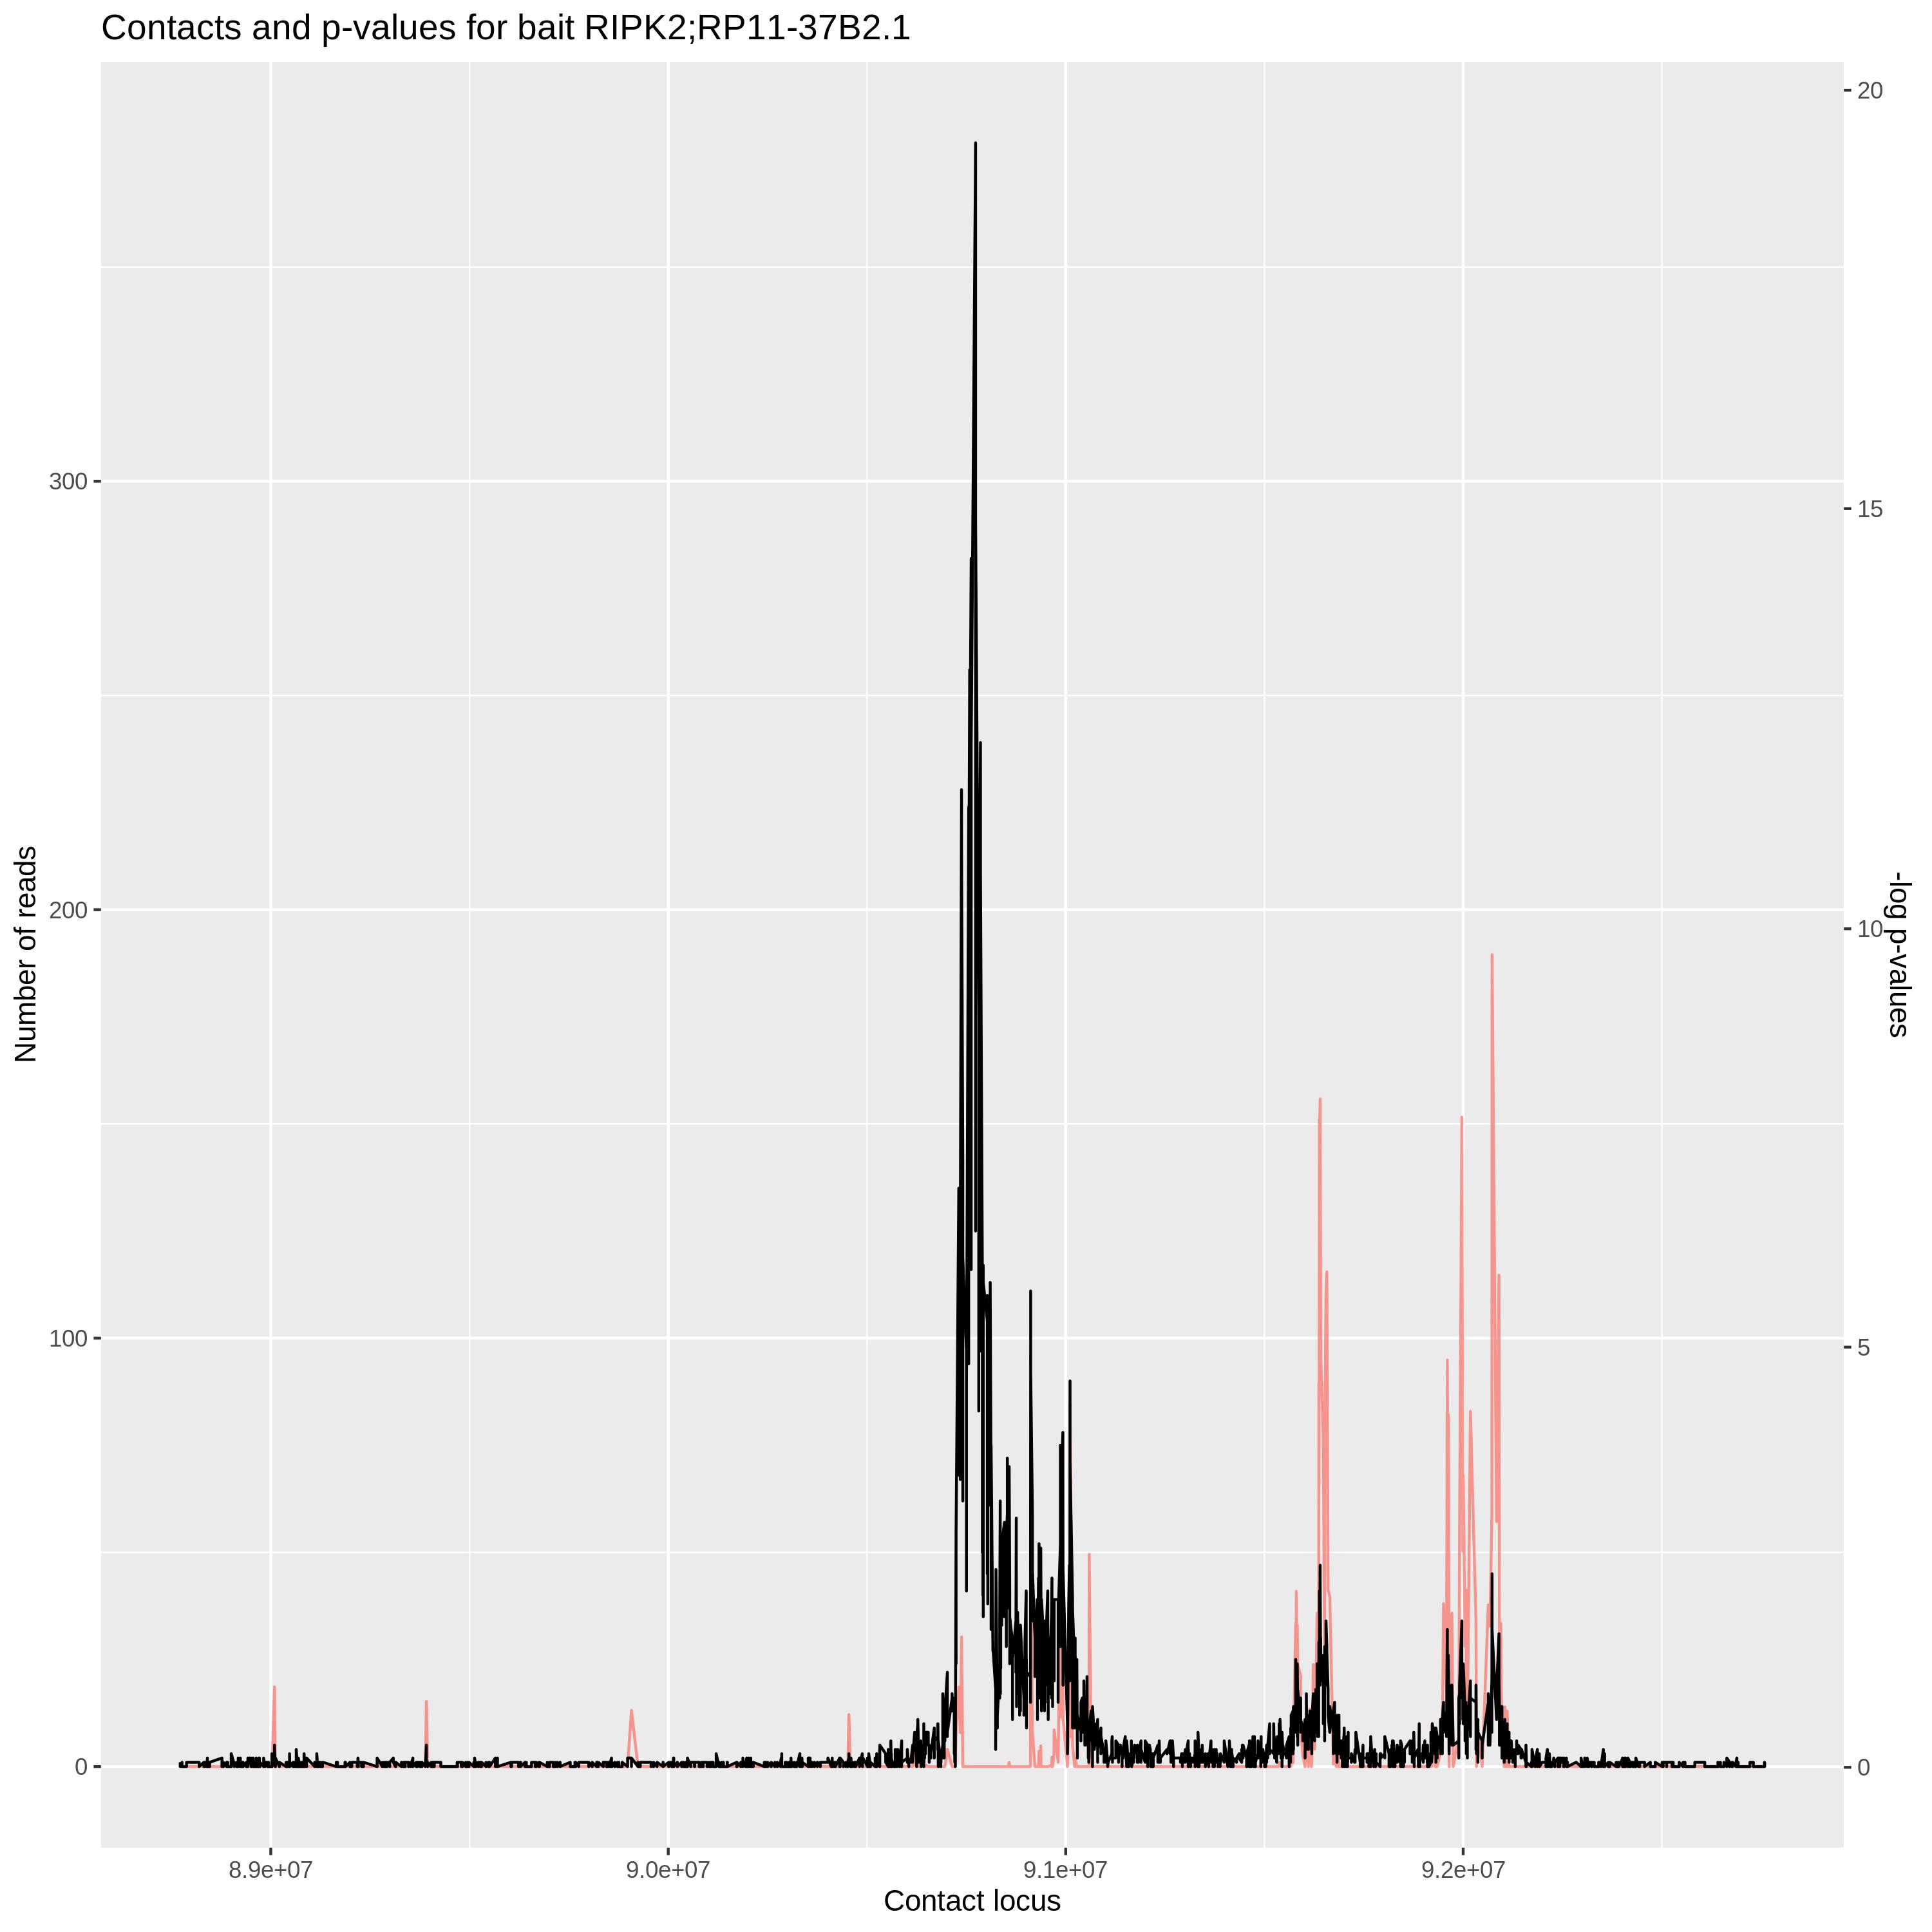 Contacts and p-values for bait RIPK2;RP11-37B2.1
Number of reads
300
200
100
0
20
15
10
5
0
-log p-values
8.9e+07 9.0e+07 9.1e+07 9.2e+07
Contact locus